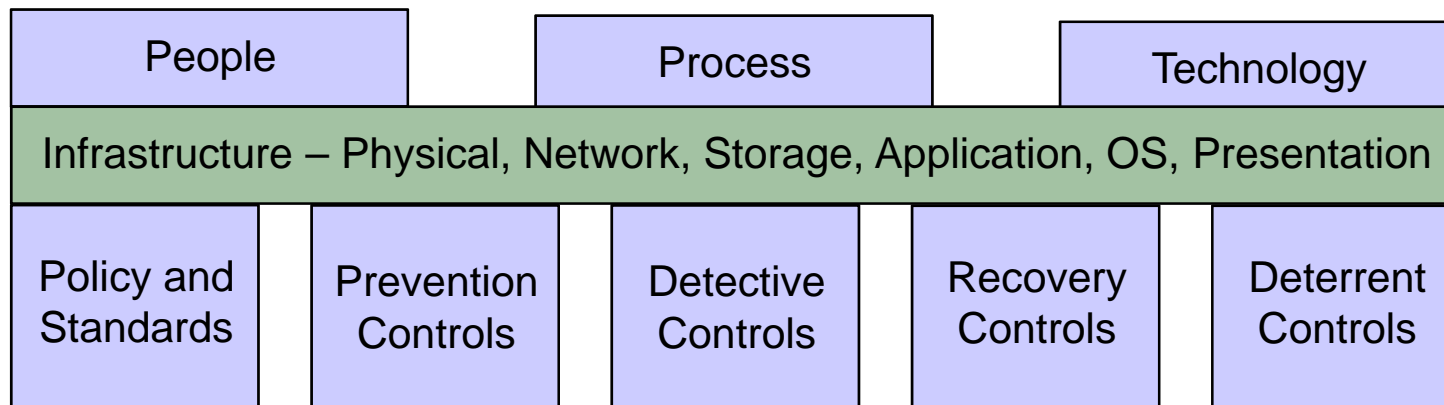 People
Process
Technology
Infrastructure – Physical, Network, Storage, Application, OS, Presentation
Policy and
Standards
Prevention
Controls
Detective
Controls
Recovery
Controls
Deterrent
Controls